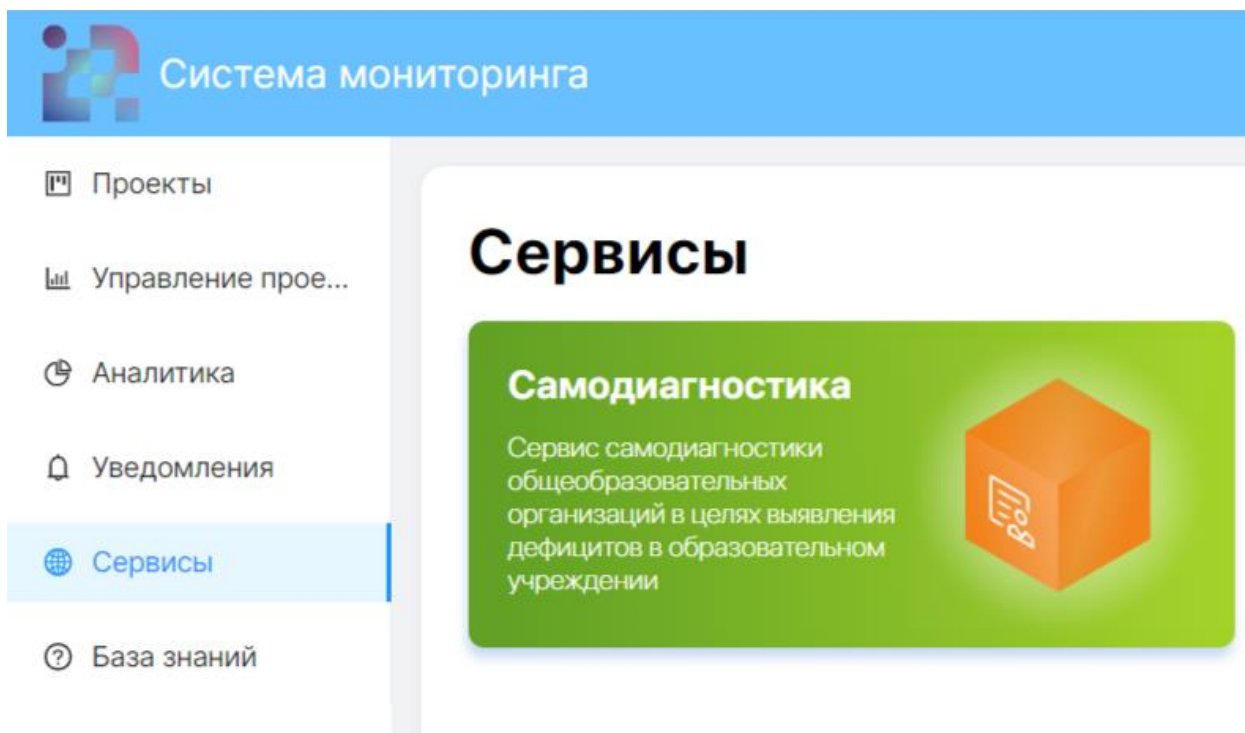 Система мониторинга
Проекты
Управление прое...
Аналитика
Уведомления
Сервисы
База знаний
Сервисы
Самодиагностика
Сервис самодиагностики
общеобразовательных
организаций в целях выявления
дефицитов в образовательном
учреждении